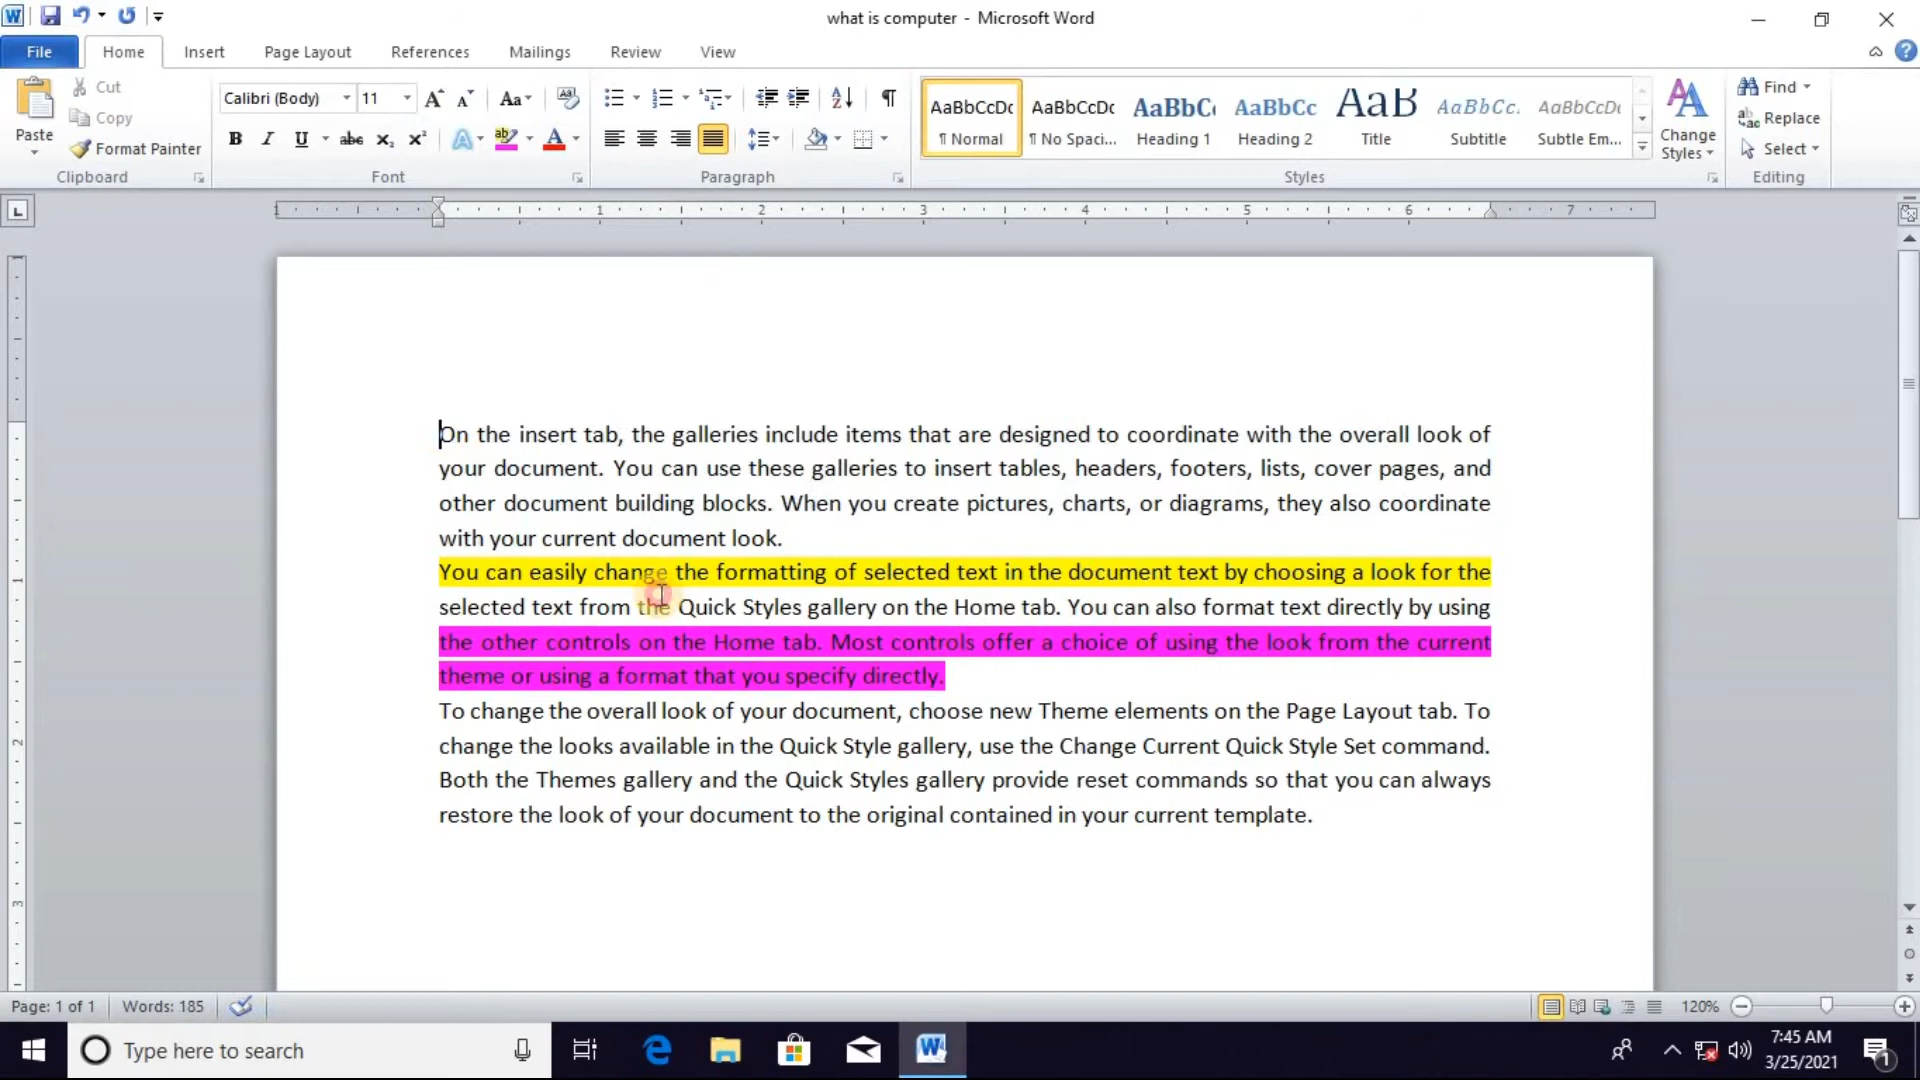 what is computer - Microsoft Word
File Home Insert Page Layout References Mailings Review View
Paste
Cut
Copy
Format Painter
Clipboard
Calibri (Body) 11
Font
Paragraph
AaBbCcDc AaBbCcDc AaBbC AaBbCc AaB AaBbCc. AaBbCcDc
¶ Normal ¶ No Spaci... Heading 1 Heading 2 Title Subtitle Subtle Em...
Styles
Change
Styles
Find
Replace
Select
Editing
1 1 2 3 4 5 6 7
On the insert tab, the galleries include items that are designed to coordinate with the overall look of
your document. You can use these galleries to insert tables, headers, footers, lists, cover pages, and
other document building blocks. When you create pictures, charts, or diagrams, they also coordinate
with your current document look.
You can easily change the formatting of selected text in the document text by choosing a look for the
selected text from the Quick Styles gallery on the Home tab. You can also format text directly by using
the other controls on the Home tab. Most controls offer a choice of using the look from the current
theme or using a format that you specify directly.
To change the overall look of your document, choose new Theme elements on the Page Layout tab. To
change the looks available in the Quick Style gallery, use the Change Current Quick Style Set command.
Both the Themes gallery and the Quick Styles gallery provide reset commands so that you can always
restore the look of your document to the original contained in your current template.
1
2
3
Page: 1 of 1 Words: 185 120%
Type here to search
7:45 AM
3/25/2021
1